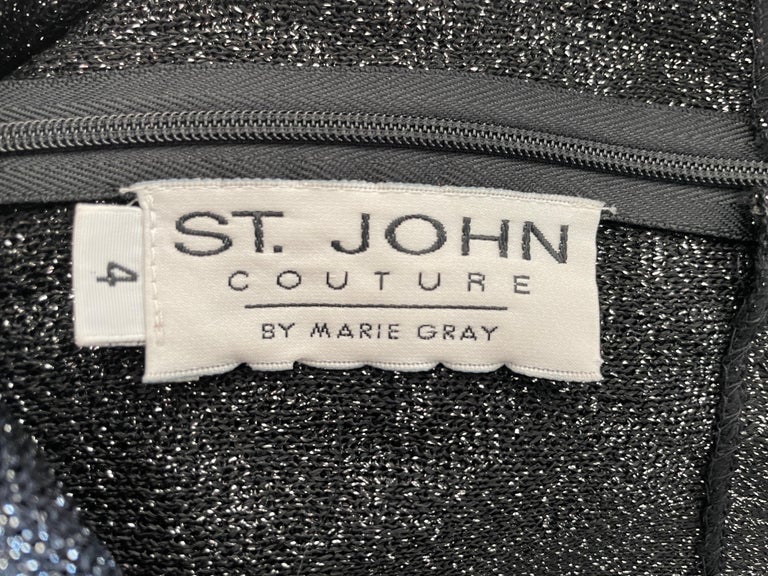 ST. JOHN
COUTURE
BY MARIE GRAY
4